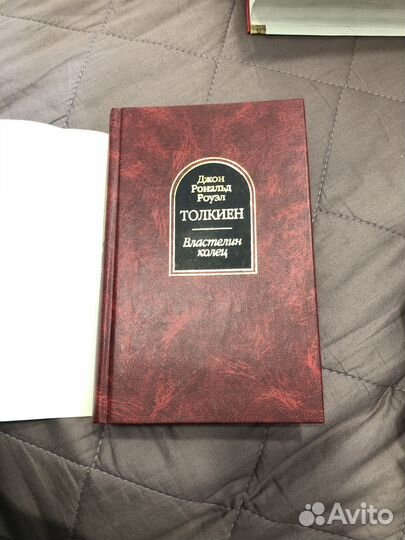 Джон
Рональд
Роуэл
ТОЛКИЕН
Властелин
колец
Avito